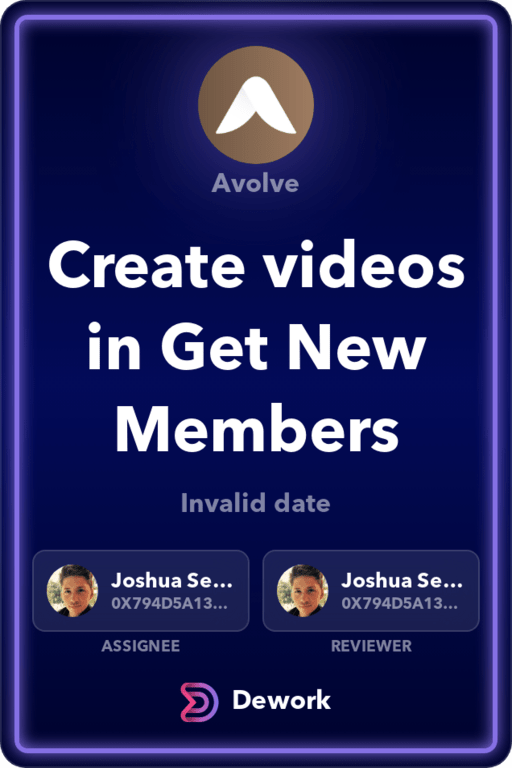 Avolve
Create videos
in Get New
Members
Invalid date
Joshua Se...
0X794D5A13...
ASSIGNEE
Joshua Se...
0X794D5A13...
REVIEWER
Dework